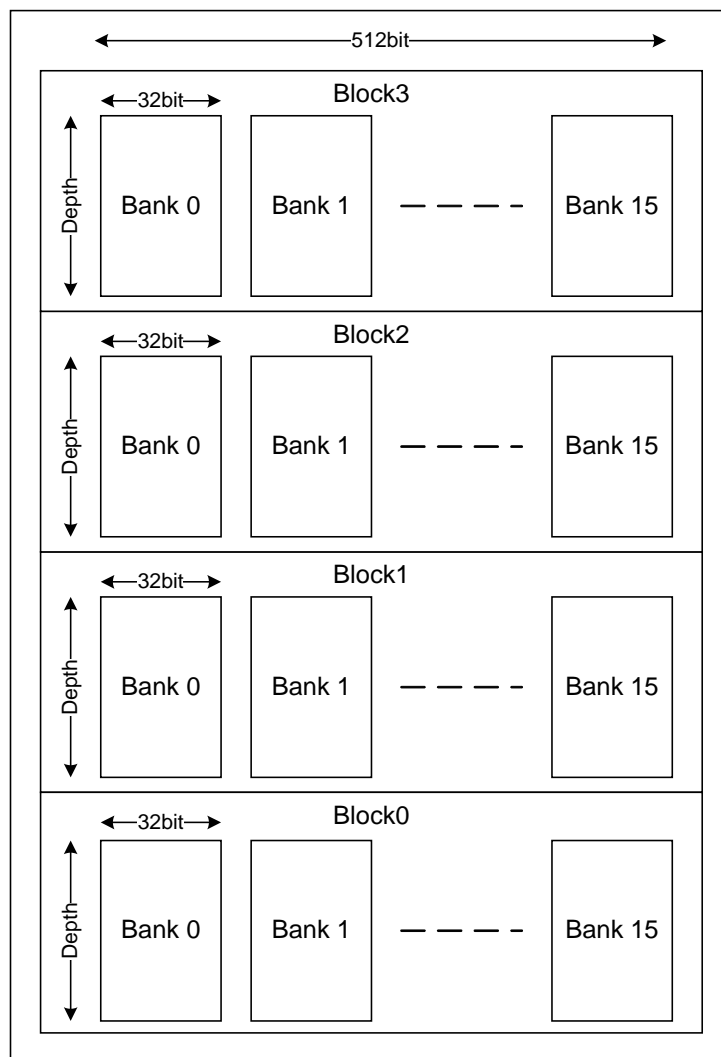 512bit
Block3
32bit
Depth
Bank 0
Bank 1
Bank 15
Block2
32bit
Depth
Bank 0
Bank 1
Bank 15
Block1
32bit
Depth
Bank 0
Bank 1
Bank 15
Block0
32bit
Depth
Bank 0
Bank 1
Bank 15